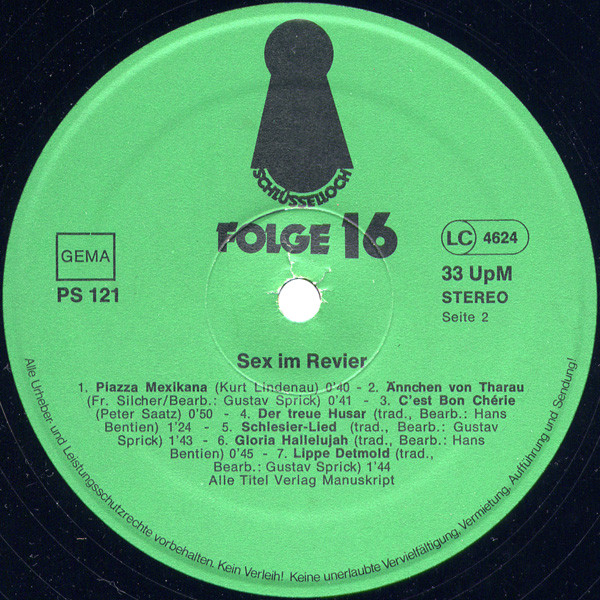 SCHLÜSSELLOCH
FOLGE 16
GEMA
PS 121
LC 4624
33 UpM
STEREO
Seite 2
Sex im Revier
1. Piazza Mexikana (Kurt Lindenau) 0'40 - 2. Ännchen von Tharau
(Fr. Silcher/Bearb.: Gustav Sprick) 0'41 - 3. C'est Bon Chérie
(Peter Saatz) 0'50 - 4. Der treue Husar (trad., Bearb.: Hans
Bentien) 1'24 - 5. Schlesier-Lied (trad., Bearb.: Gustav
Sprick) 1'43 - 6. Gloria Hallelujah (trad., Bearb.: Hans
Bentien) 0'45 - 7. Lippe Detmold (trad.,
Bearb.: Gustav Sprick) 1'44
Alle Titel Verlag Manuskript
Alle Urheber- und Leistungsschutzrechte vorbehalten. Kein Verleih! Keine unerlaubte Vervielfältigung, Vermietung, Aufführung und Sendung!